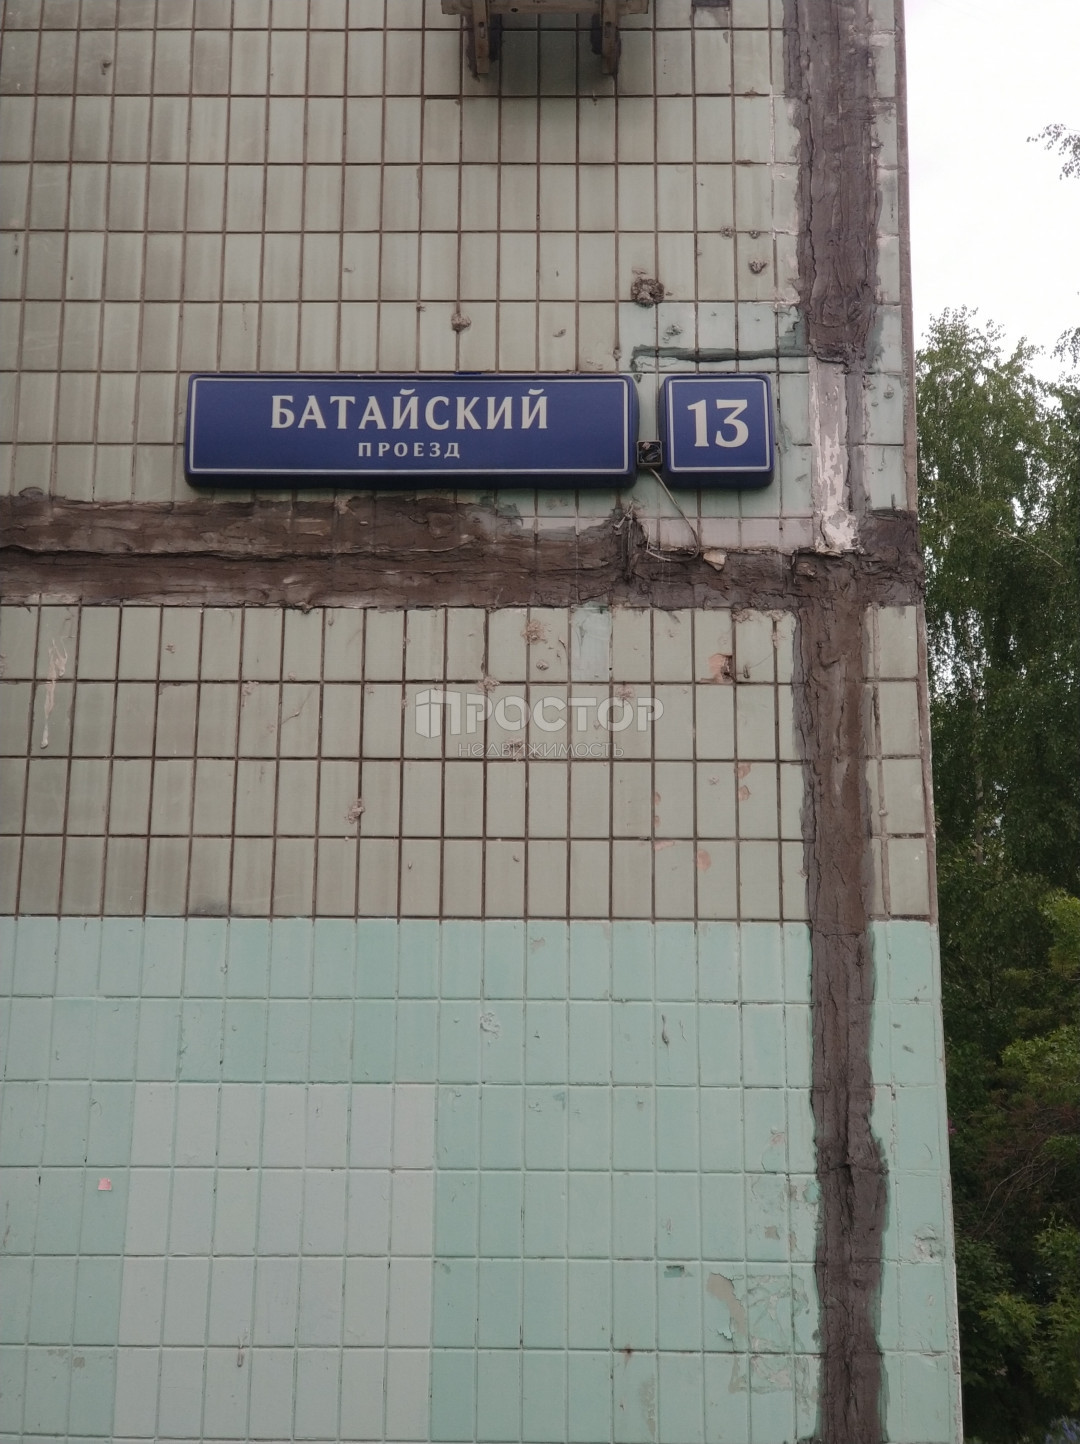 БАТАЙСКИЙ
ПРОЕЗД
13
ПРОСТОР
НЕДВИЖИМОСТЬ